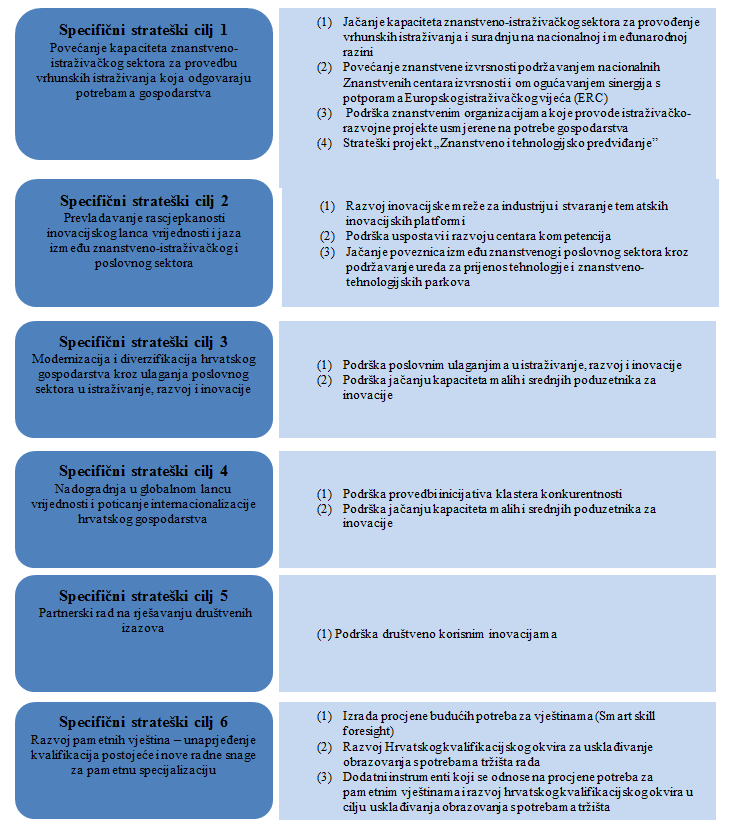 Specifični strateški cilj 1
Povećanje kapaciteta znanstveno-
istraživačkog sektora za provedbu
vrhunskih istraživanja koja odgovaraju
potrebama gospodarstva
(1) Jačanje kapaciteta znanstveno-istraživačkog sektora za provođenje
vrhunskih istraživanja i suradnju na nacionalnoj i međunarodnoj
razini
(2) Povećanje znanstvene izvrsnosti podržavanjem nacionalnih
Znanstvenih centara izvrsnosti i omogućavanjem sinergija s
potporama Europskog istraživačkog vijeća (ERC)
(3) Podrška znanstvenim organizacijama koje provode istraživačko-
razvojne projekte usmjerene na potrebe gospodarstva
(4) Strateški projekt „Znanstveno i tehnologijsko predviđanje”
Specifični strateški cilj 2
Prevladavanje rascjepkanosti
inovacijskog lanca vrijednosti i jaza
između znanstveno-istraživačkog i
poslovnog sektora
(1) Razvoj inovacijske mreže za industriju i stvaranje tematskih
inovacijskih platformi
(2) Podrška uspostavi i razvoju centara kompetencija
(3) Jačanje poveznica između znanstvenog i poslovnog sektora kroz
podržavanje ureda za prijenos tehnologije i znanstveno-
tehnologijskih parkova
Specifični strateški cilj 3
Modernizacija i diverzifikacija hrvatskog
gospodarstva kroz ulaganja poslovnog
sektora u istraživanje, razvoj i inovacije
(1) Podrška poslovnim ulaganjima u istraživanje, razvoj i inovacije
(2) Podrška jačanju kapaciteta malih i srednjih poduzetnika za
inovacije
Specifični strateški cilj 4
Nadogradnja u globalnom lancu
vrijednosti i poticanje internacionalizacije
hrvatskog gospodarstva
(1) Podrška provedbi inicijativa klastera konkurentnosti
(2) Podrška jačanju kapaciteta malih i srednjih poduzetnika za
inovacije
Specifični strateški cilj 5
Partnerski rad na rješavanju društvenih
izazova
(1) Podrška društveno korisnim inovacijama
Specifični strateški cilj 6
Razvoj pametnih vještina – unaprjeđenje
kvalifikacija postojeće i nove radne snage
za pametnu specijalizaciju
(1) Izrada procjene budućih potreba za vještinama (Smart skill
foresight)
(2) Razvoj Hrvatskog kvalifikacijskog okvira za usklađivanje
obrazovanja s potrebama tržišta rada
(3) Dodatni instrumenti koji se odnose na procjene potreba za
pametnim vještinama i razvoj hrvatskog kvalifikacijskog okvira u
cilju usklađivanja obrazovanja s potrebama tržišta